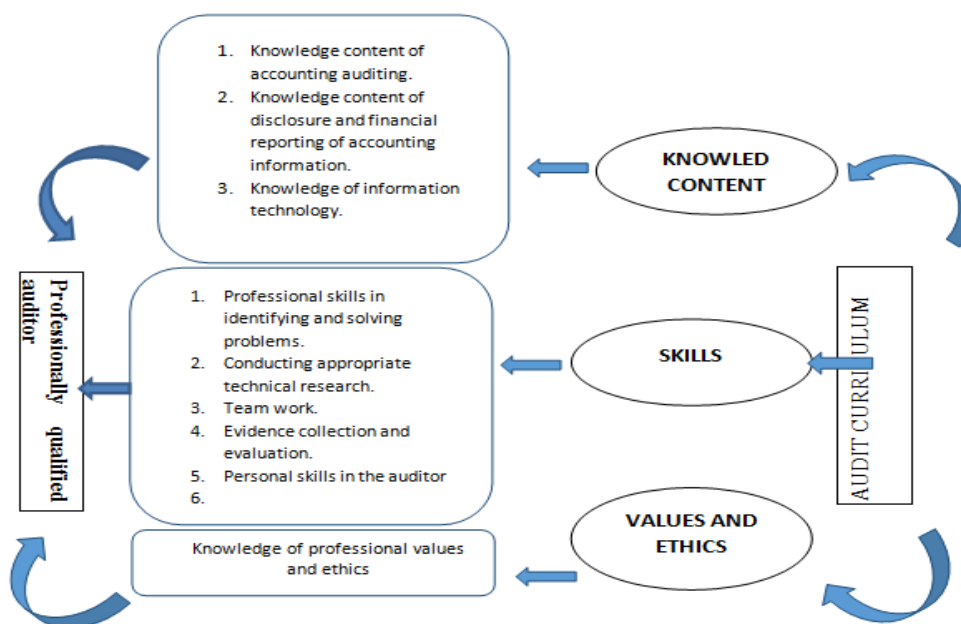 1. Knowledge content of
accounting auditing.
2. Knowledge content of
disclosure and financial
reporting of accounting
information.
3. Knowledge of information
technology.
KNOWLED
CONTENT
Professionally qualified
auditor
1. Professional skills in
identifying and solving
problems.
2. Conducting appropriate
technical research.
3. Team work.
4. Evidence collection and
evaluation.
5. Personal skills in the auditor
6.
SKILLS
AUDIT CURRICULUM
Knowledge of professional values
and ethics
VALUES AND
ETHICS